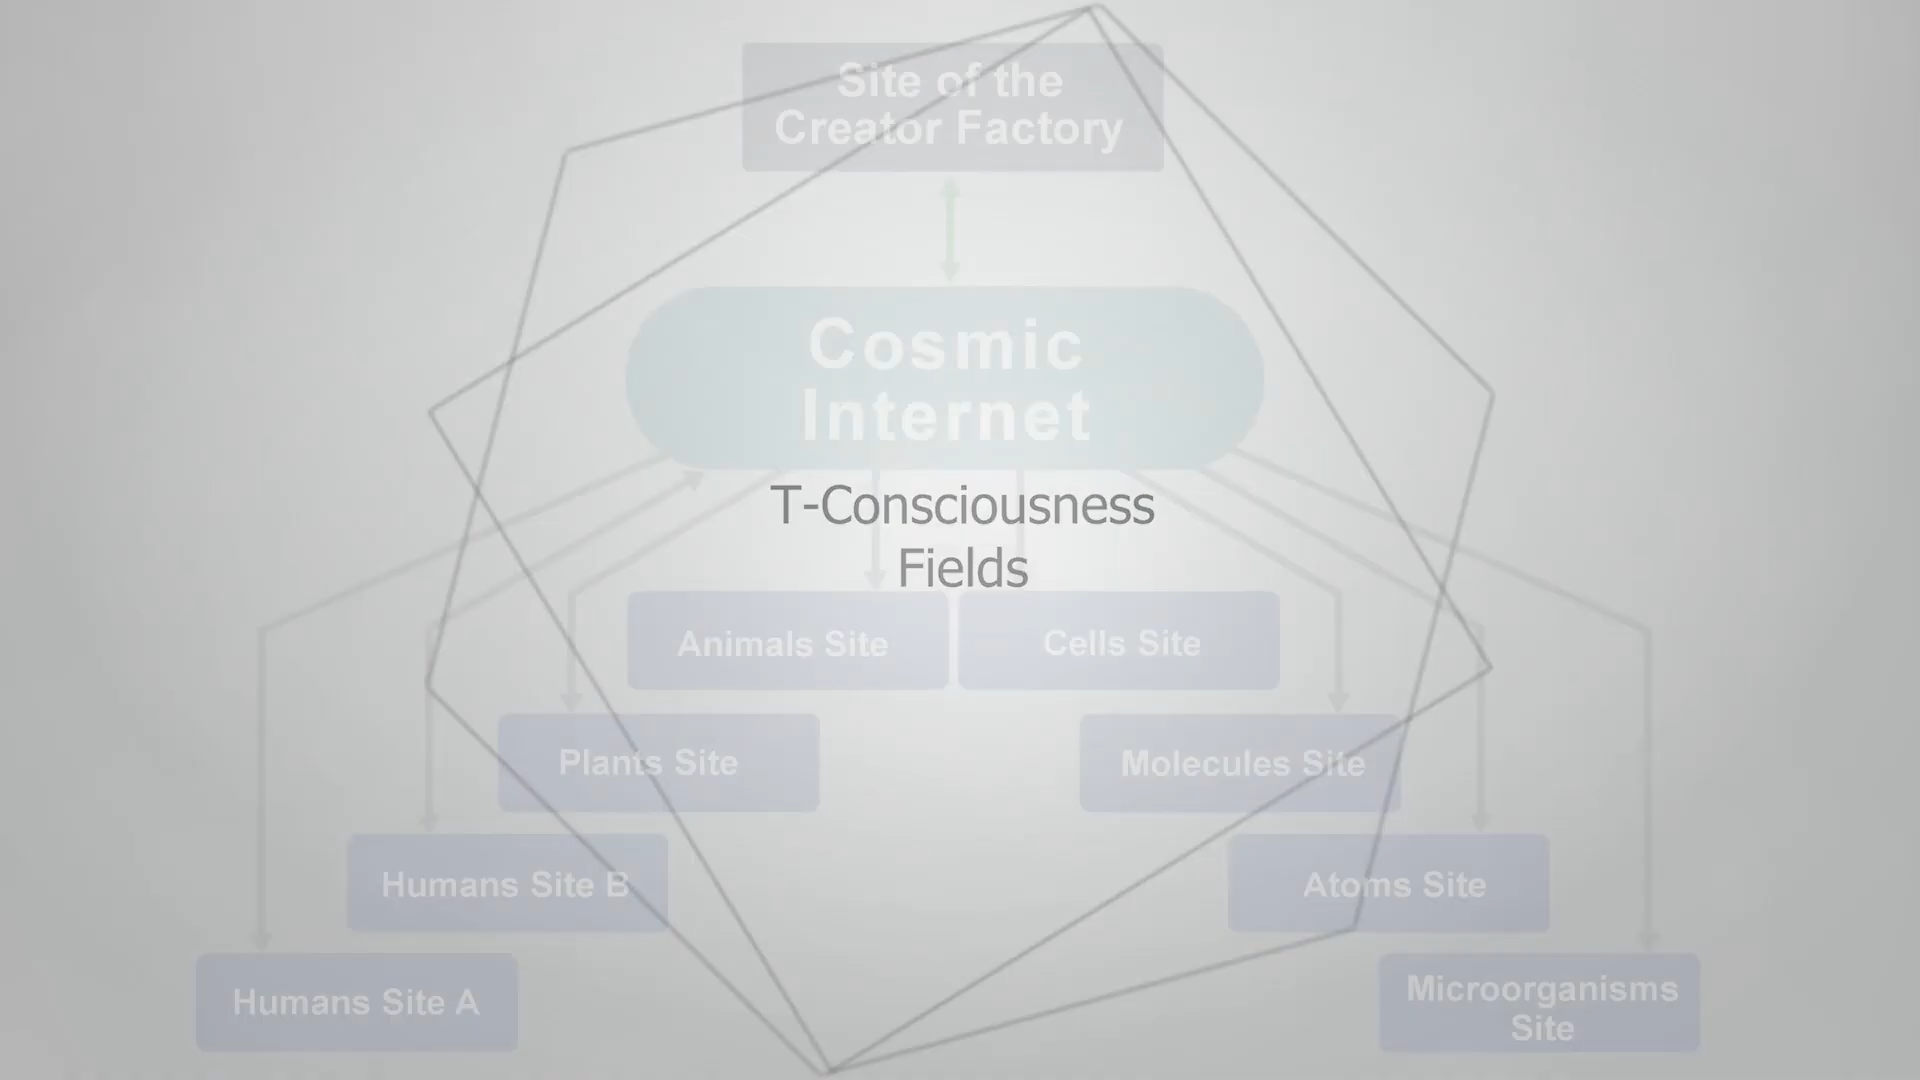 Site of the
Creator Factory
Cosmic
Internet
T-Consciousness
Fields
Animals Site
Cells Site
Plants Site
Molecules Site
Humans Site B
Atoms Site
Humans Site A
Microorganisms
Site